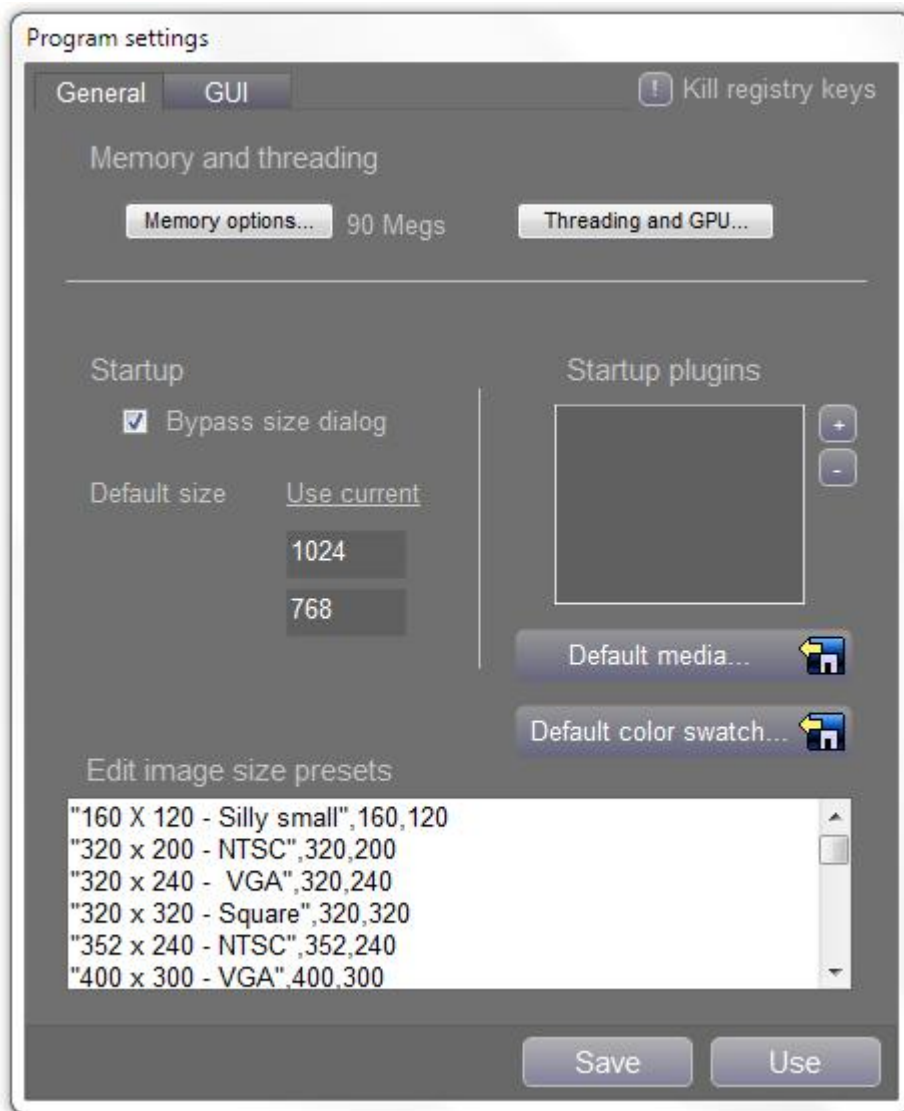 Program settings
General GUI ! Kill registry keys
Memory and threading
Memory options... 90 Megs Threading and GPU...
Startup Startup plugins
Bypass size dialog +
-
Default size Use current
1024
768
Default media...
Default color swatch...
Edit image size presets
"160 X 120 - Silly small",160,120
"320 x 200 - NTSC",320,200
"320 x 240 -  VGA",320,240
"320 x 320 - Square",320,320
"352 x 240 - NTSC",352,240
"400 x 300 - VGA",400,300
Save Use